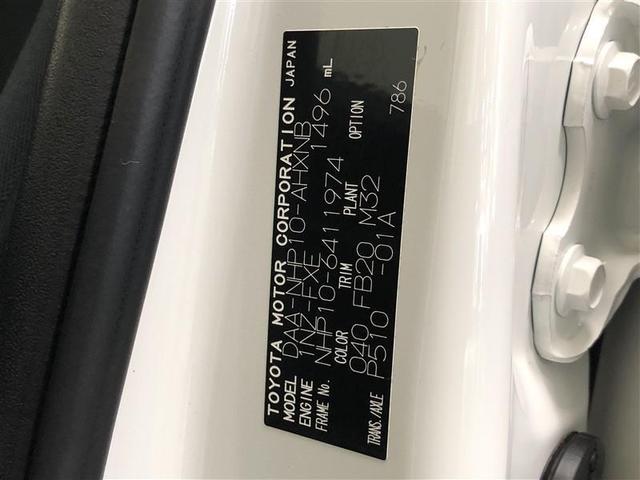 TOYOTA MOTOR CORPORATION JAPAN
MODEL DAA-NHP10-AHXNB
ENGINE 1NZ-FXE 1496 mL
FRAME No. NHP10-6411974
COLOR TRIM PLANT OPTION
040 FB20 M32 786
TRANS./AXLE P510 -01A